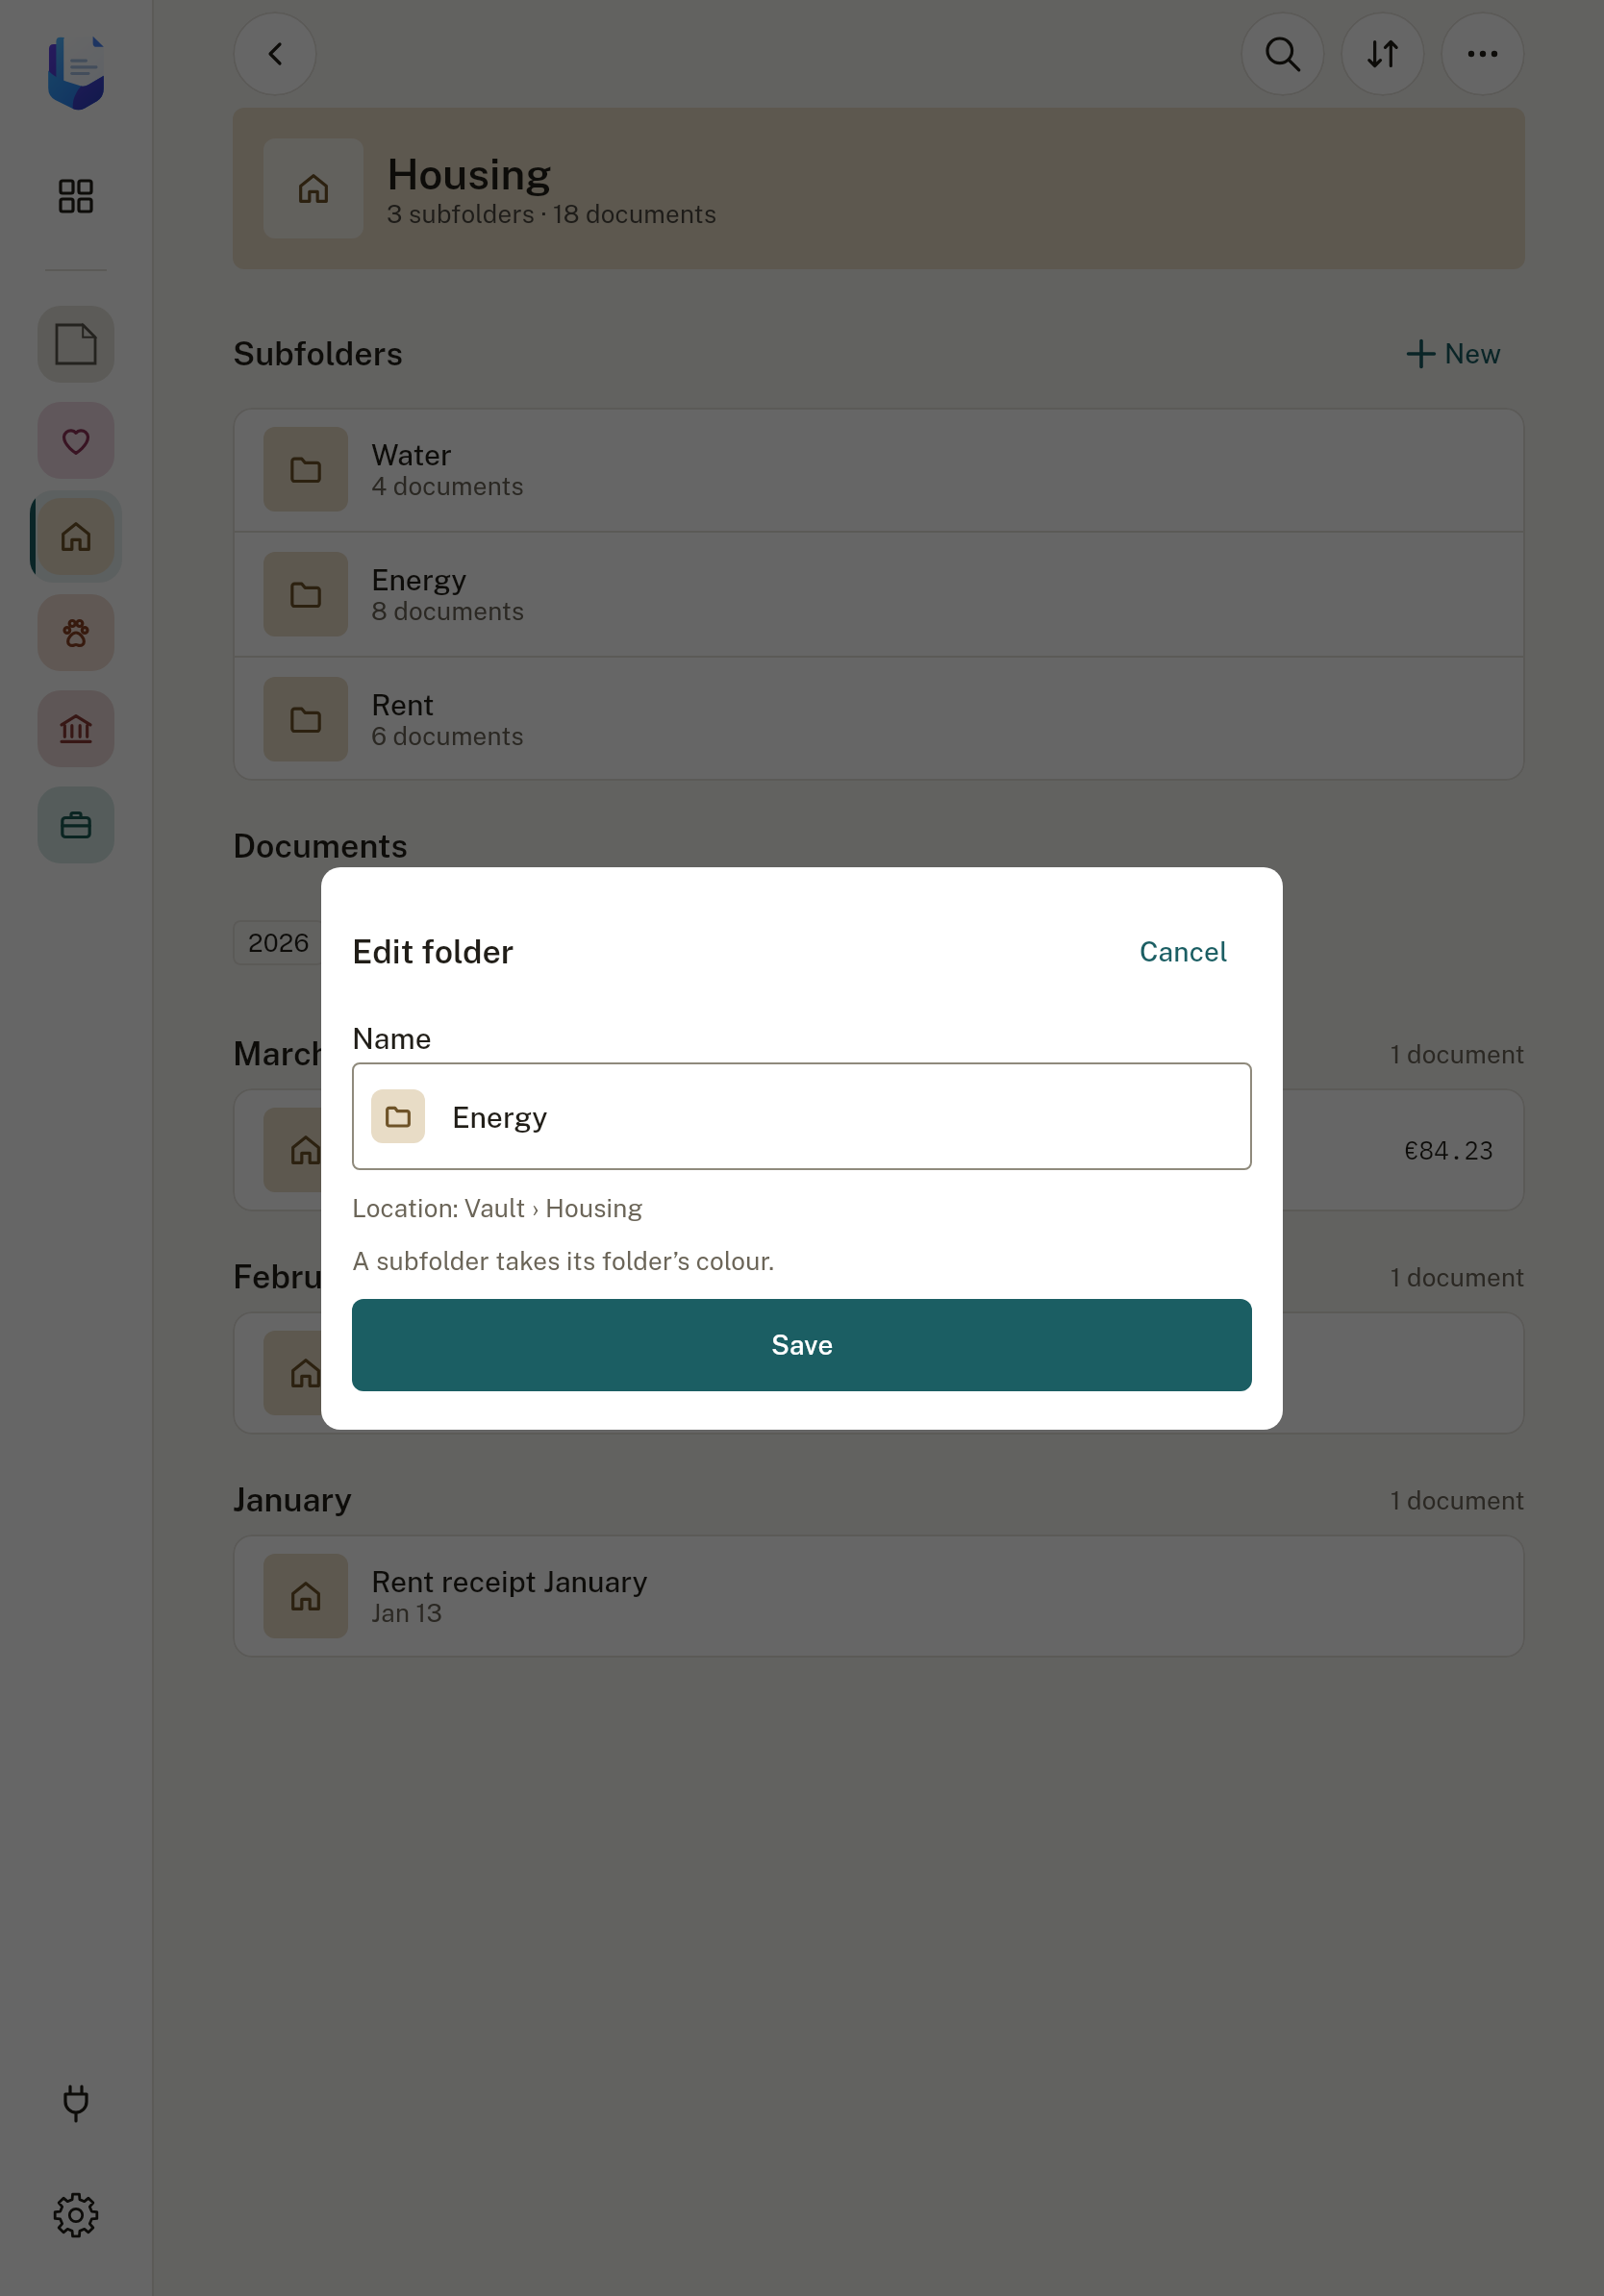 Housing
3 subfolders · 18 documents
Subfolders
New
Water
4 documents
Energy
8 documents
Rent
6 documents
Documents
2026
Edit folder
Cancel
Name
Energy
Location: Vault › Housing
A subfolder takes its folder’s colour.
Save
March
1 document
€84.23
Febru
1 document
January
1 document
Rent receipt January
Jan 13